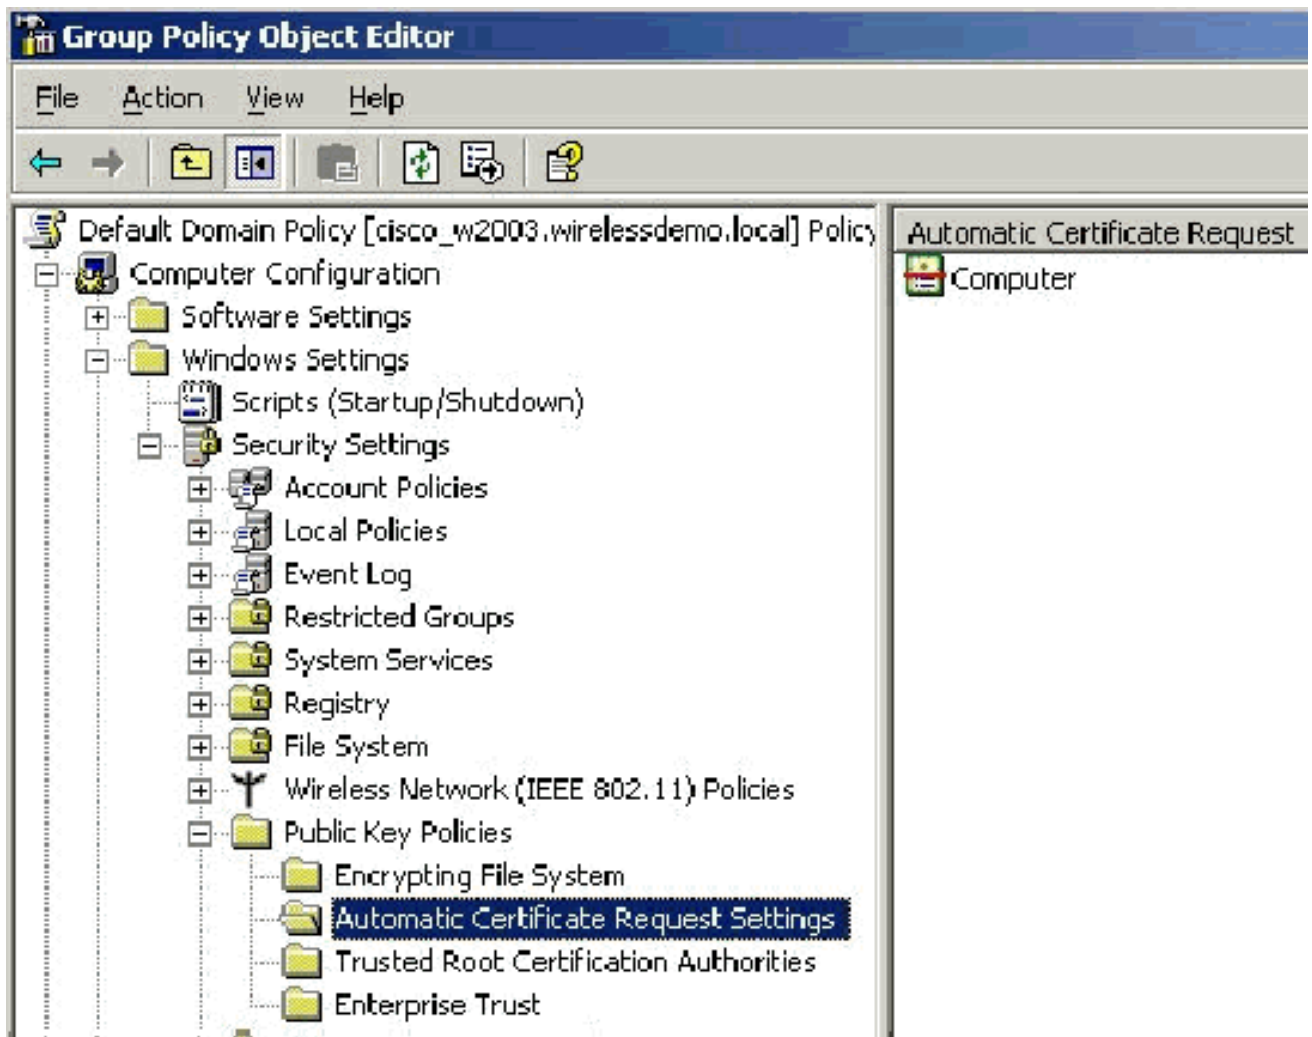 Group Policy Object Editor
File Action View Help
Default Domain Policy [cisco_w2003.wirelessdemo.local] Policy
Computer Configuration
Software Settings
Windows Settings
Scripts (Startup/Shutdown)
Security Settings
Account Policies
Local Policies
Event Log
Restricted Groups
System Services
Registry
File System
Wireless Network (IEEE 802.11) Policies
Public Key Policies
Encrypting File System
Automatic Certificate Request Settings
Trusted Root Certification Authorities
Enterprise Trust
Automatic Certificate Request
Computer